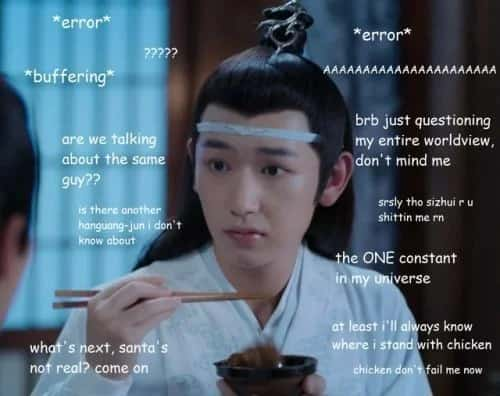 *error*
?????
*buffering*
are we talking
about the same
guy??
is there another
hanguang-jun i don't
know about
what's next, santa's
not real? come on
*error*
AAAAAAAAAAAAAAAAAAAAAA
brb just questioning
my entire worldview,
don't mind me
srsly tho sizhui r u
shittin me rn
the ONE constant
in my universe
at least i'll always know
where i stand with chicken
chicken don't fail me now